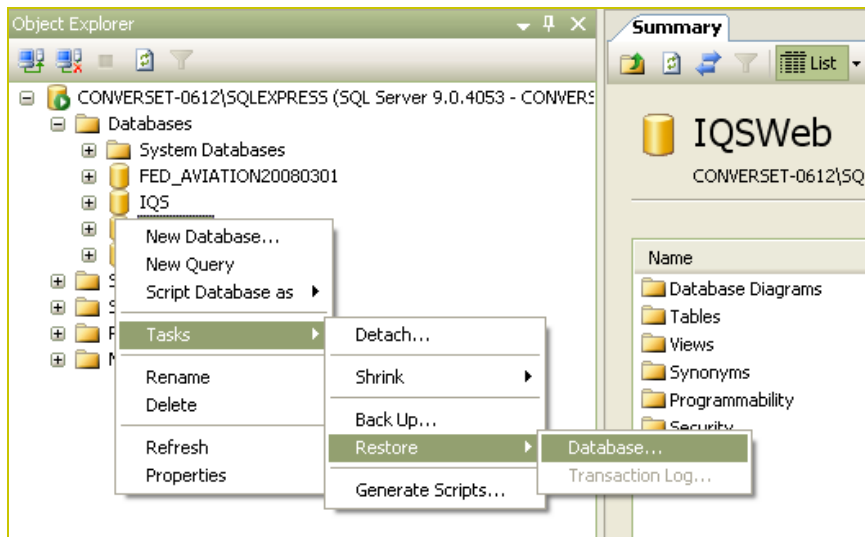 Object Explorer
CONVERSET-0612\SQLEXPRESS (SQL Server 9.0.4053 - CONVERS
Databases
System Databases
FED_AVIATION20080301
IQS
New Database...
New Query
Script Database as
Tasks
Rename
Delete
Refresh
Properties
Detach...
Shrink
Back Up...
Restore
Generate Scripts...
Database...
Transaction Log...
Summary
List
IQSWeb
CONVERSET-0612\SQ
Name
Database Diagrams
Tables
Views
Synonyms
Programmability
Security